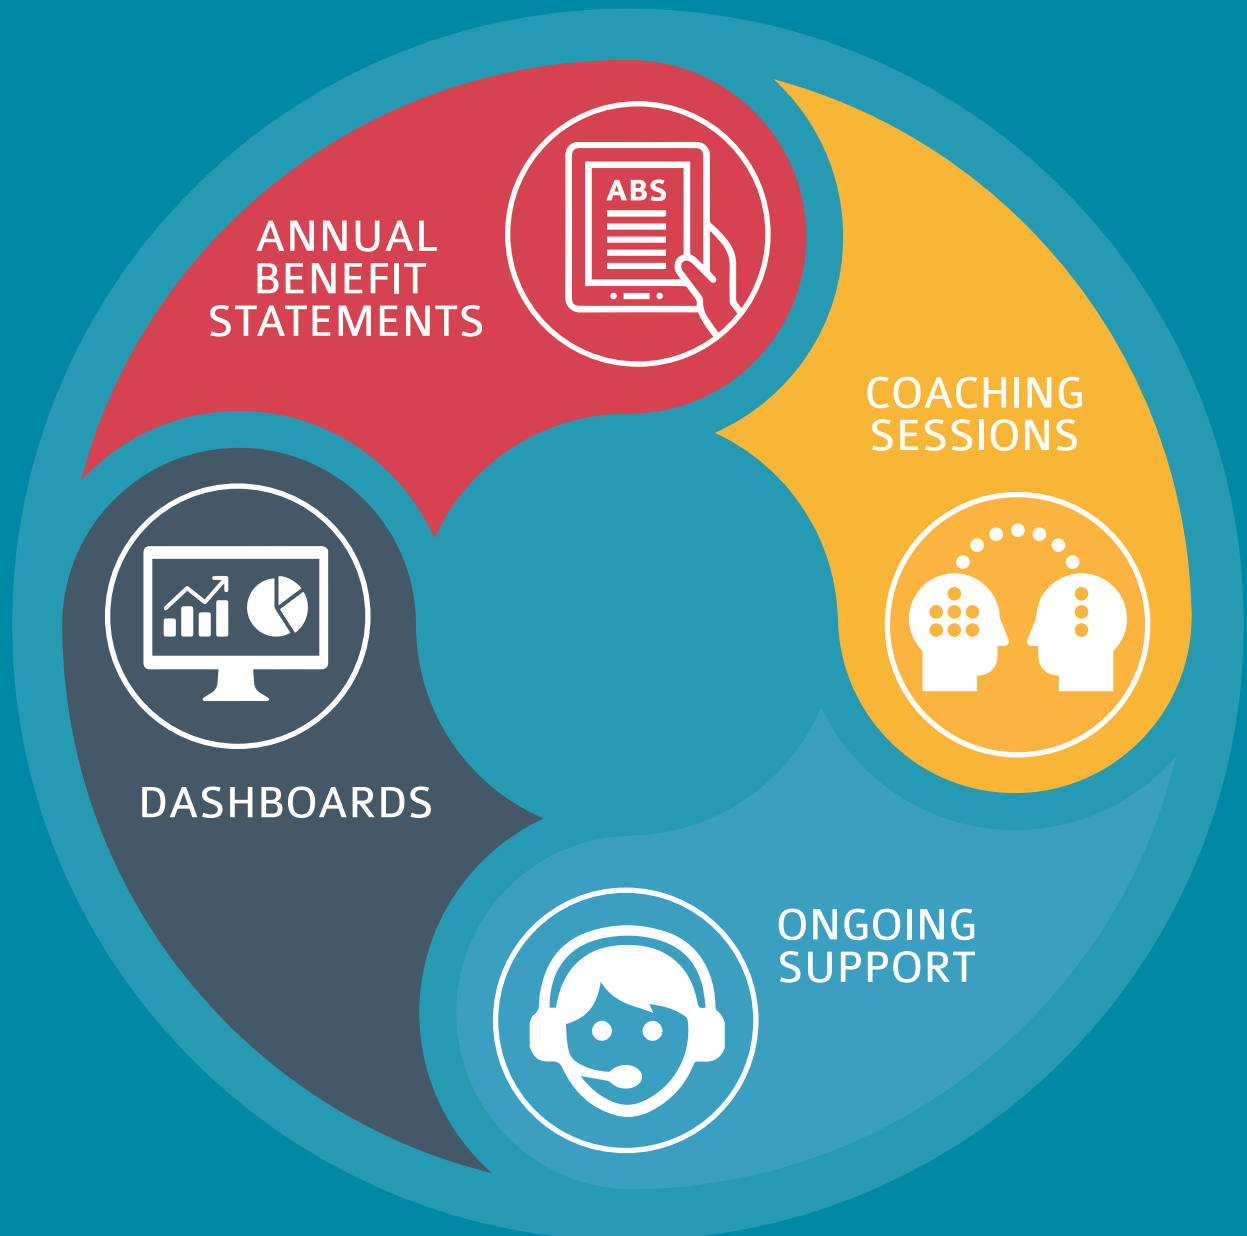 ABS
ANNUAL
BENEFIT
STATEMENTS
COACHING
SESSIONS
DASHBOARDS
ONGOING
SUPPORT